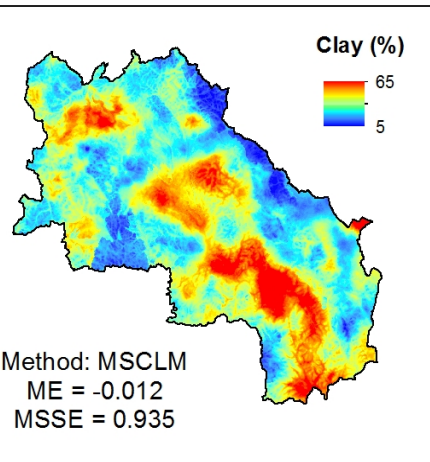 Clay (%)
65
5
Method: MSCLM
ME = -0.012
MSSE = 0.935